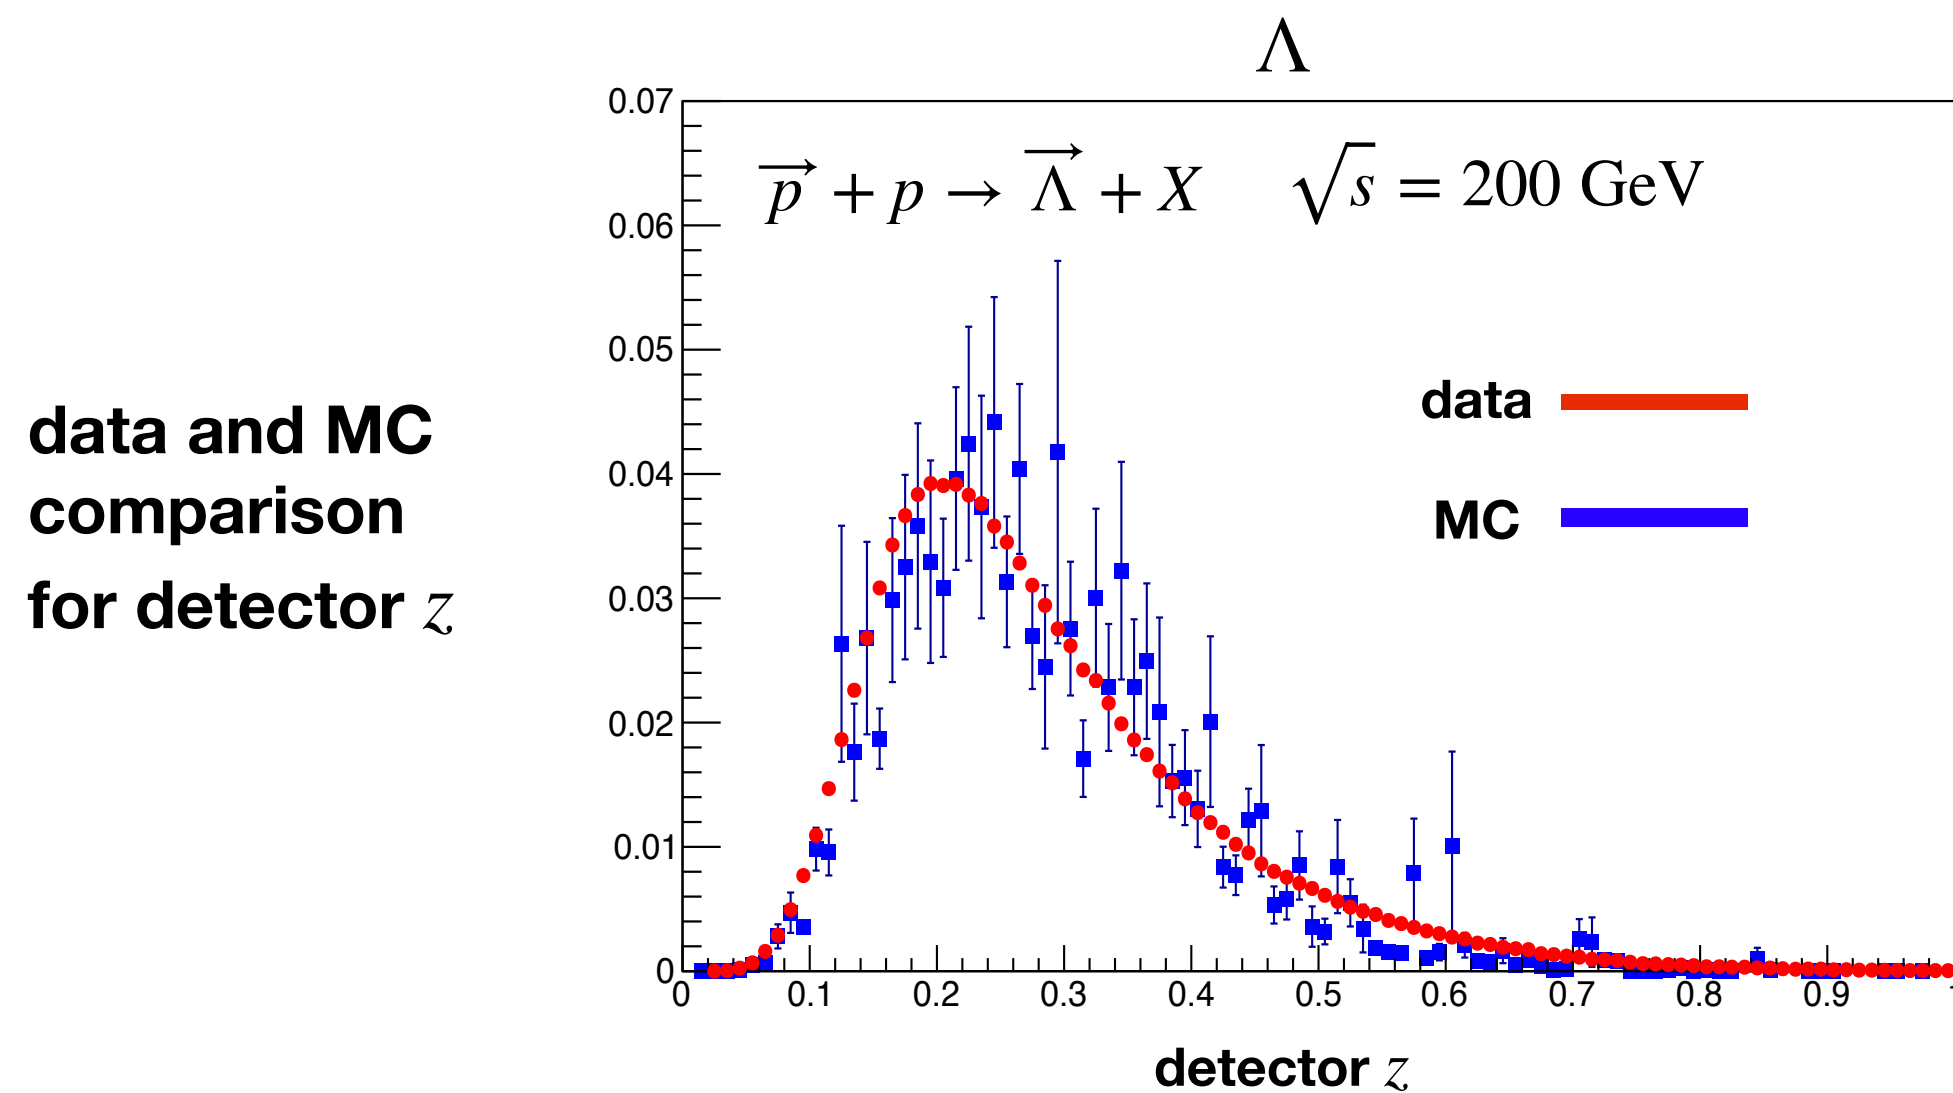 Λ
0.07
p⃗ + p → Λ⃗ + X √s = 200 GeV
0.06
0.05
data
0.04
MC
data and MC
comparison
for detector z
0.03
0.02
0.01
0
0 0.1 0.2 0.3 0.4 0.5 0.6 0.7 0.8 0.9
detector z